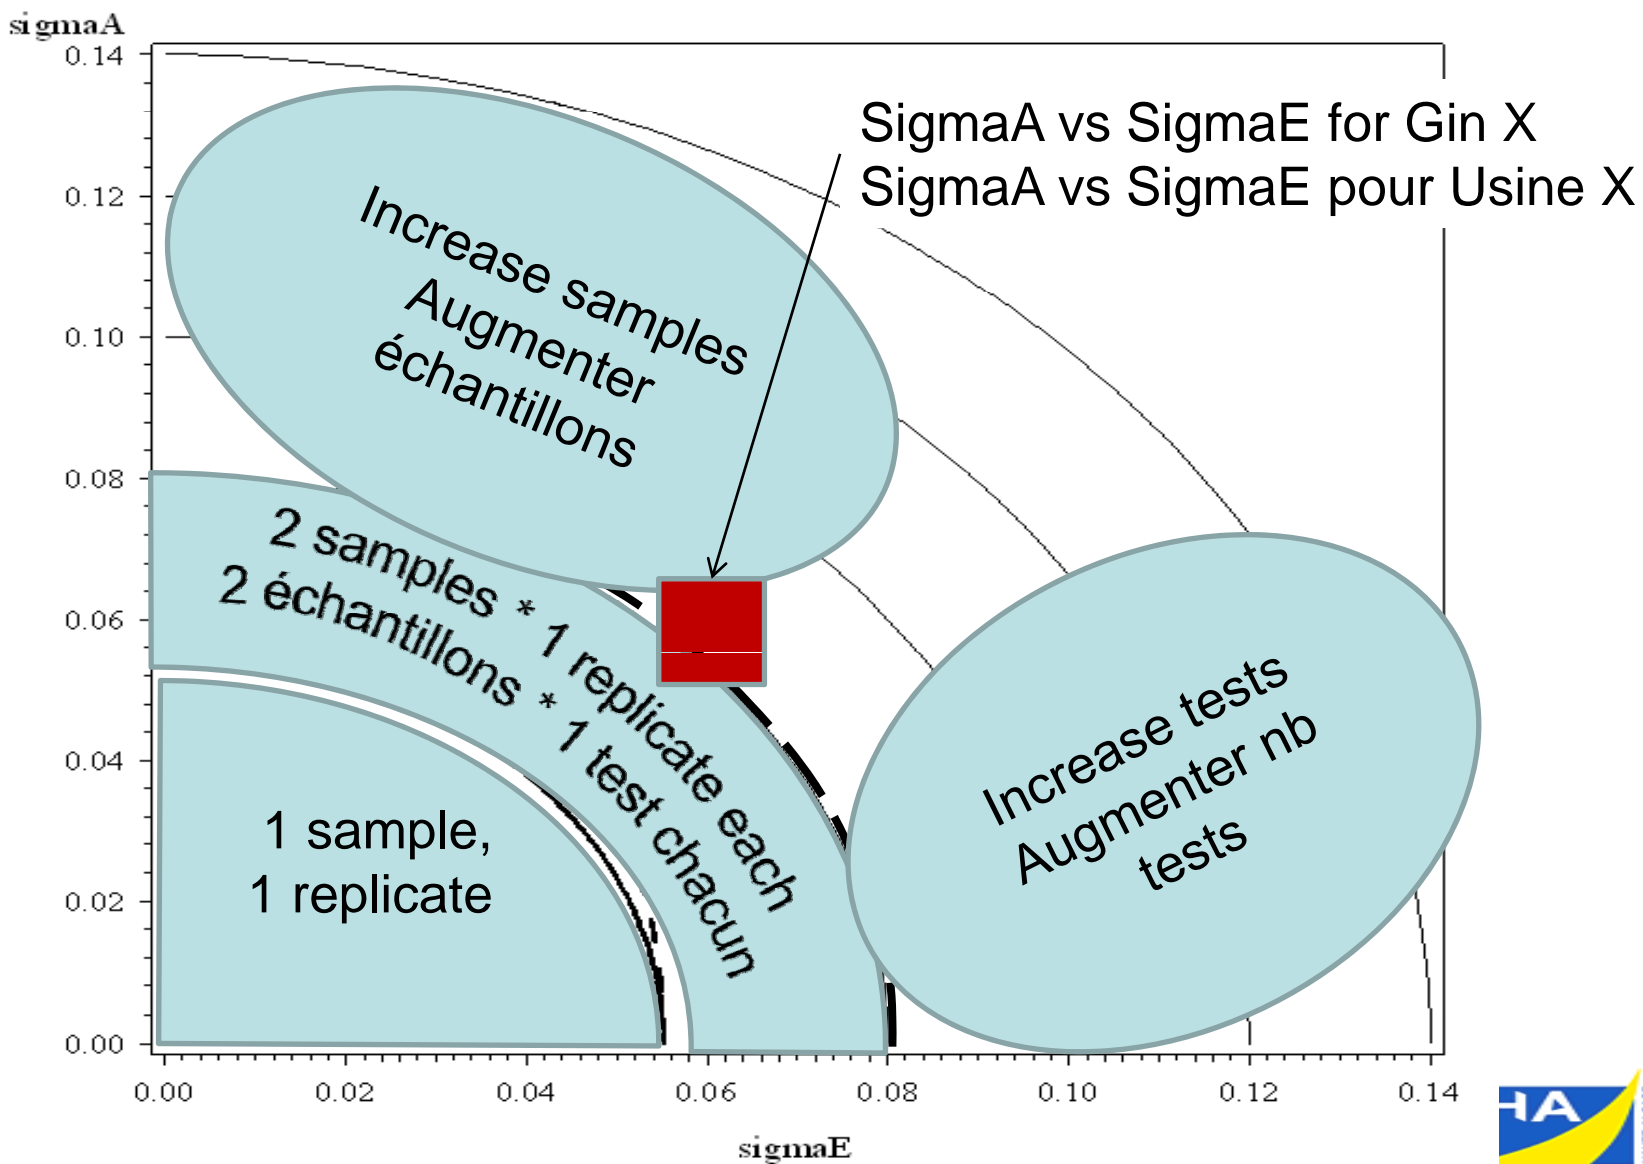 sigmaA
0.14
0.12
0.10
0.08
0.06
0.04
0.02
0.00
SigmaA vs SigmaE for Gin X
SigmaA vs SigmaE pour Usine X
Increase samples
Augmenter
échantillons
2 samples * 1 replicate each
2 échantillons * 1 test chacun
1 sample,
1 replicate
Increase tests
Augmenter nb
tests
0.00 0.02 0.04 0.06 0.08 0.10 0.12 0.14
sigmaE
HA